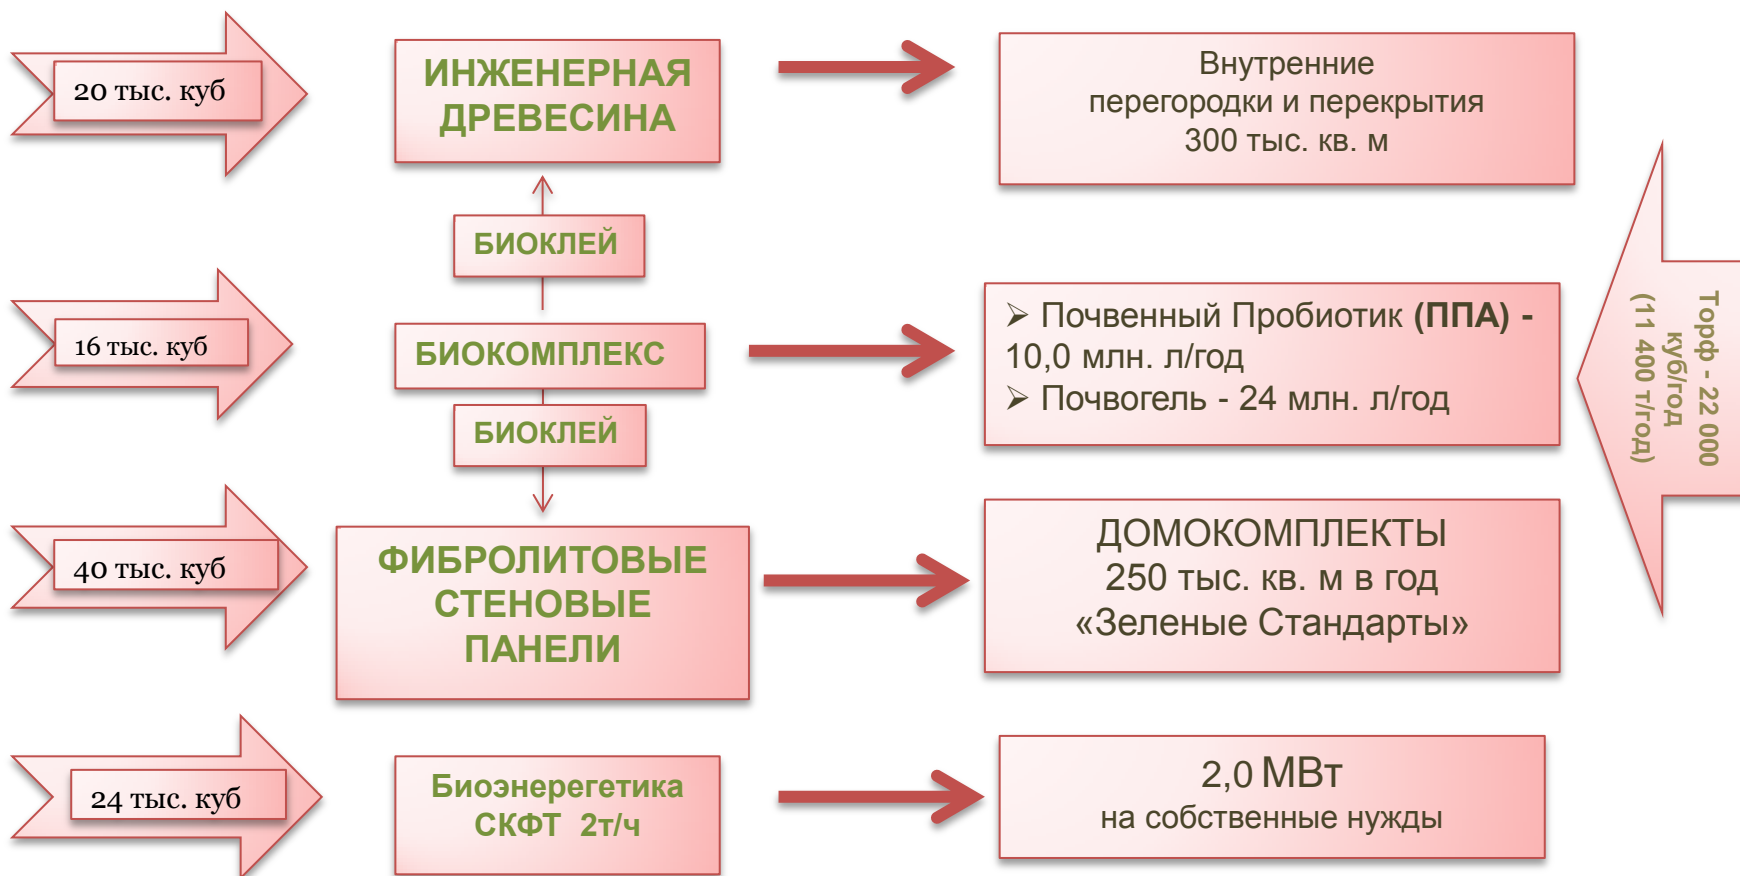 20 тыс. куб
ИНЖЕНЕРНАЯ
ДРЕВЕСИНА
Внутренние
перегородки и перекрытия
300 тыс. кв. м
БИОКЛЕЙ
16 тыс. куб
БИОКОМПЛЕКС
➢ Почвенный Пробиотик (ППА) -
10,0 млн. л/год
➢ Почвогель - 24 млн. л/год
Торф - 22 000
куб/год
(11 400 т/год)
БИОКЛЕЙ
40 тыс. куб
ФИБРОЛИТОВЫЕ
СТЕНОВЫЕ
ПАНЕЛИ
ДОМОКОМПЛЕКТЫ
250 тыс. кв. м в год
«Зеленые Стандарты»
24 тыс. куб
Биоэнерегетика
СКФТ 2т/ч
2,0 МВт
на собственные нужды